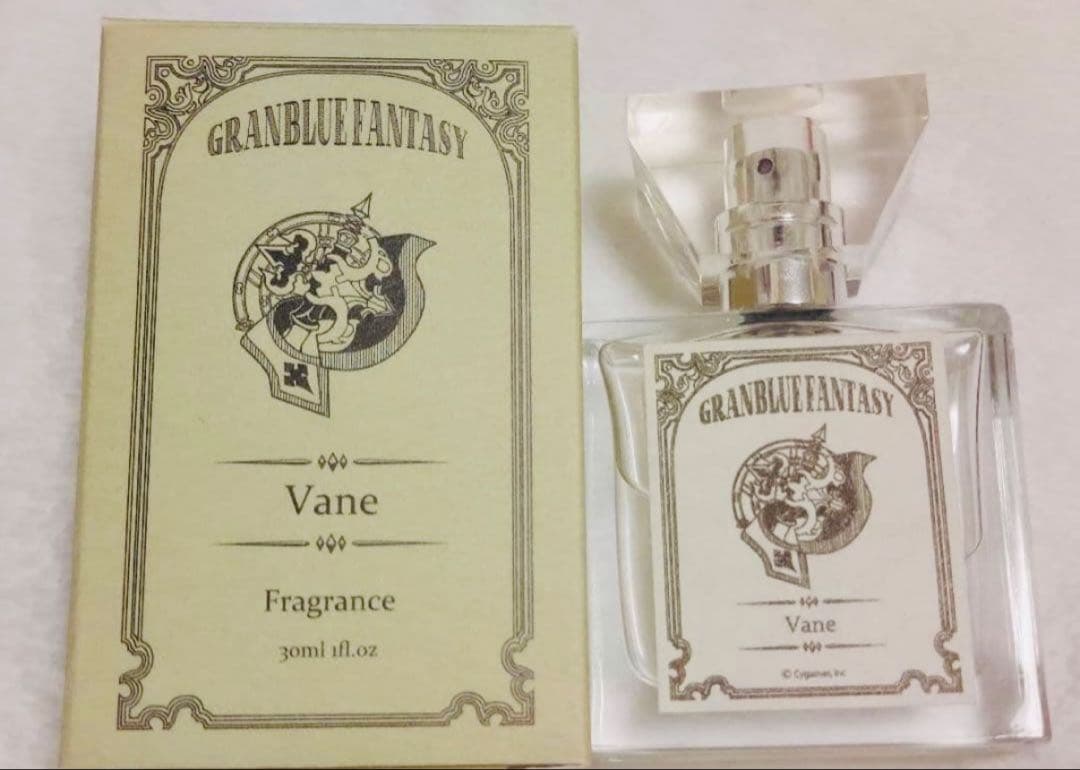 GRANBLUE FANTASY
Vane
Fragrance
30ml 1fl.oz
GRANBLUE FANTASY
Vane
© Cygames, Inc